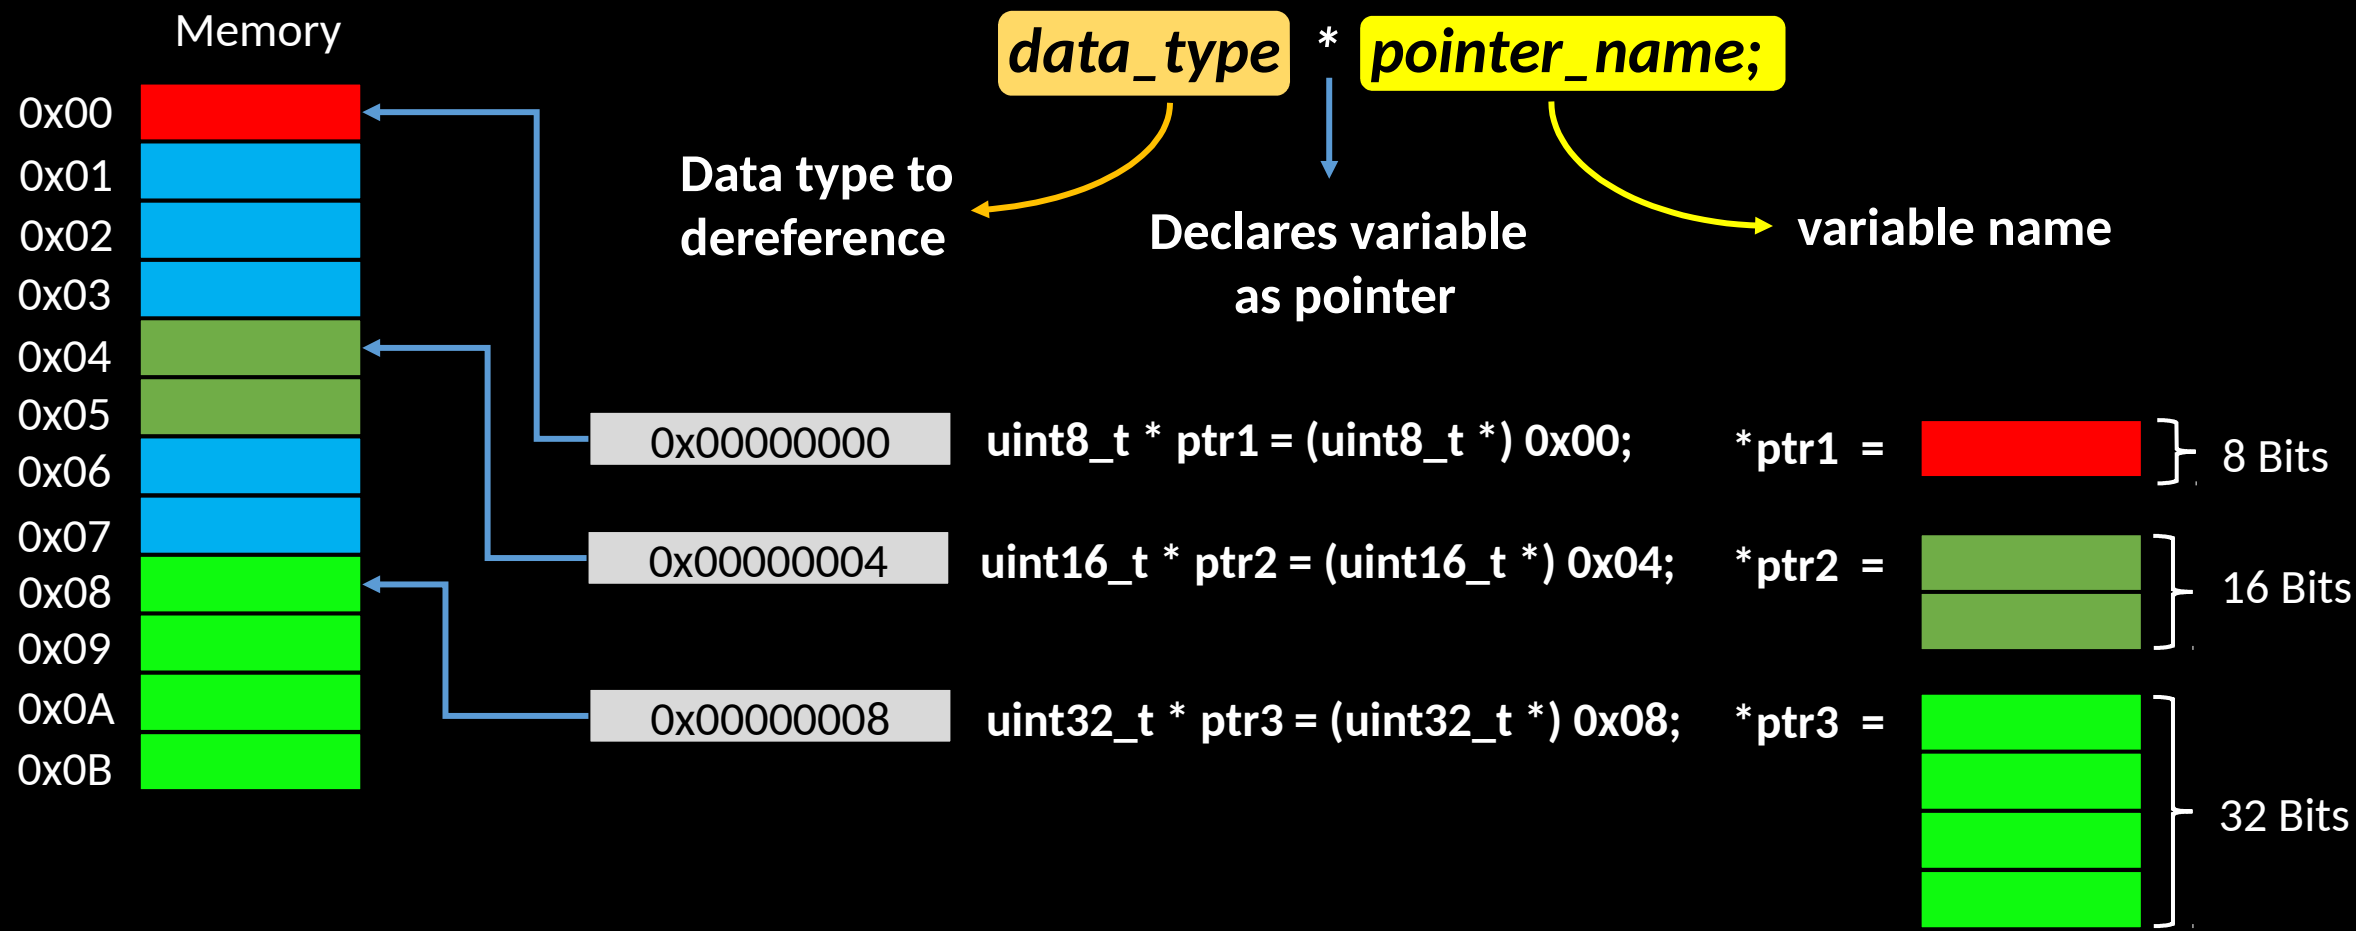 Memory
0x00
0x01
0x02
0x03
0x04
0x05
0x06
0x07
0x08
0x09
0x0A
0x0B
data_type * pointer_name;
Data type to
dereference
Declares variable
as pointer
variable name
0x00000000 uint8_t * ptr1 = (uint8_t *) 0x00; *ptr1 = 8 Bits
0x00000004 uint16_t * ptr2 = (uint16_t *) 0x04; *ptr2 = 16 Bits
0x00000008 uint32_t * ptr3 = (uint32_t *) 0x08; *ptr3 = 32 Bits